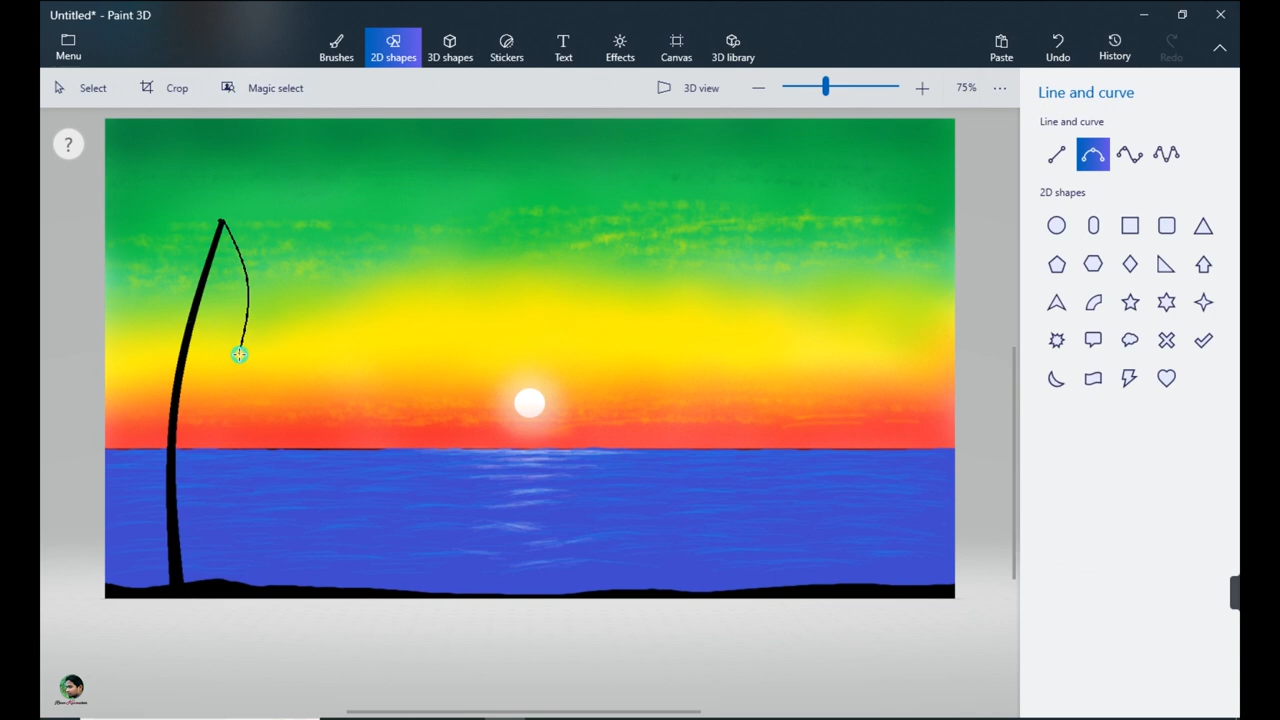 Untitled* - Paint 3D
Menu
Brushes
2D shapes
3D shapes
Stickers
Text
Effects
Canvas
3D library
Paste
Undo
History
Redo
Select
Crop
Magic select
3D view
75%
Line and curve
Line and curve
2D shapes
?